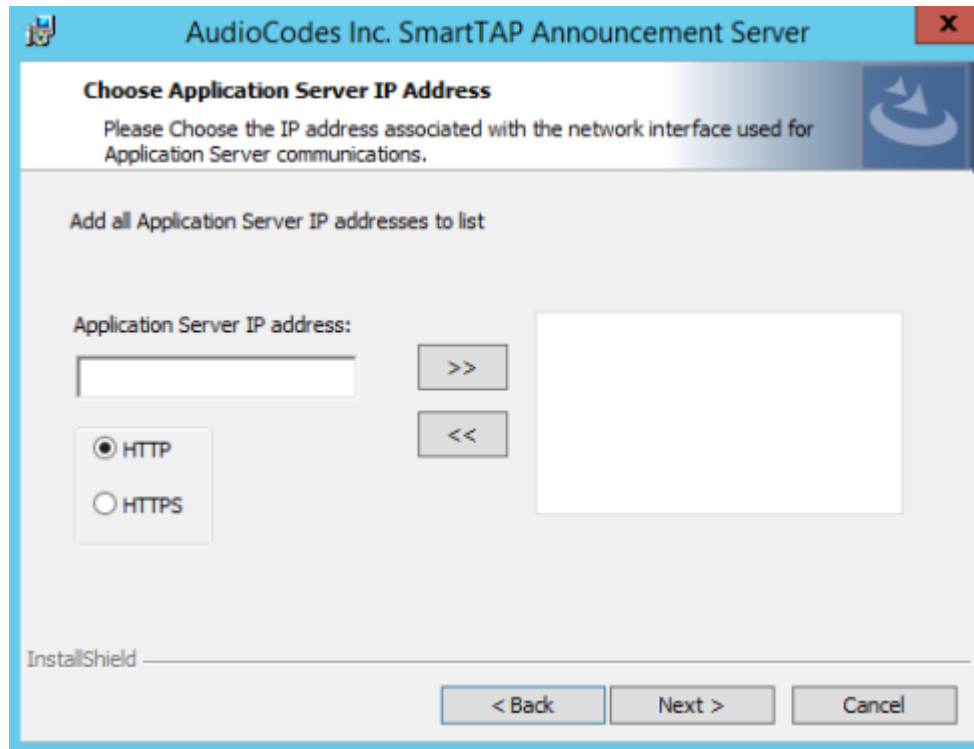 AudioCodes Inc. SmartTAP Announcement Server
x
Choose Application Server IP Address
Please Choose the IP address associated with the network interface used for
Application Server communications.
Add all Application Server IP addresses to list
Application Server IP address:
>>
<<
HTTP
HTTPS
InstallShield
< Back
Next >
Cancel